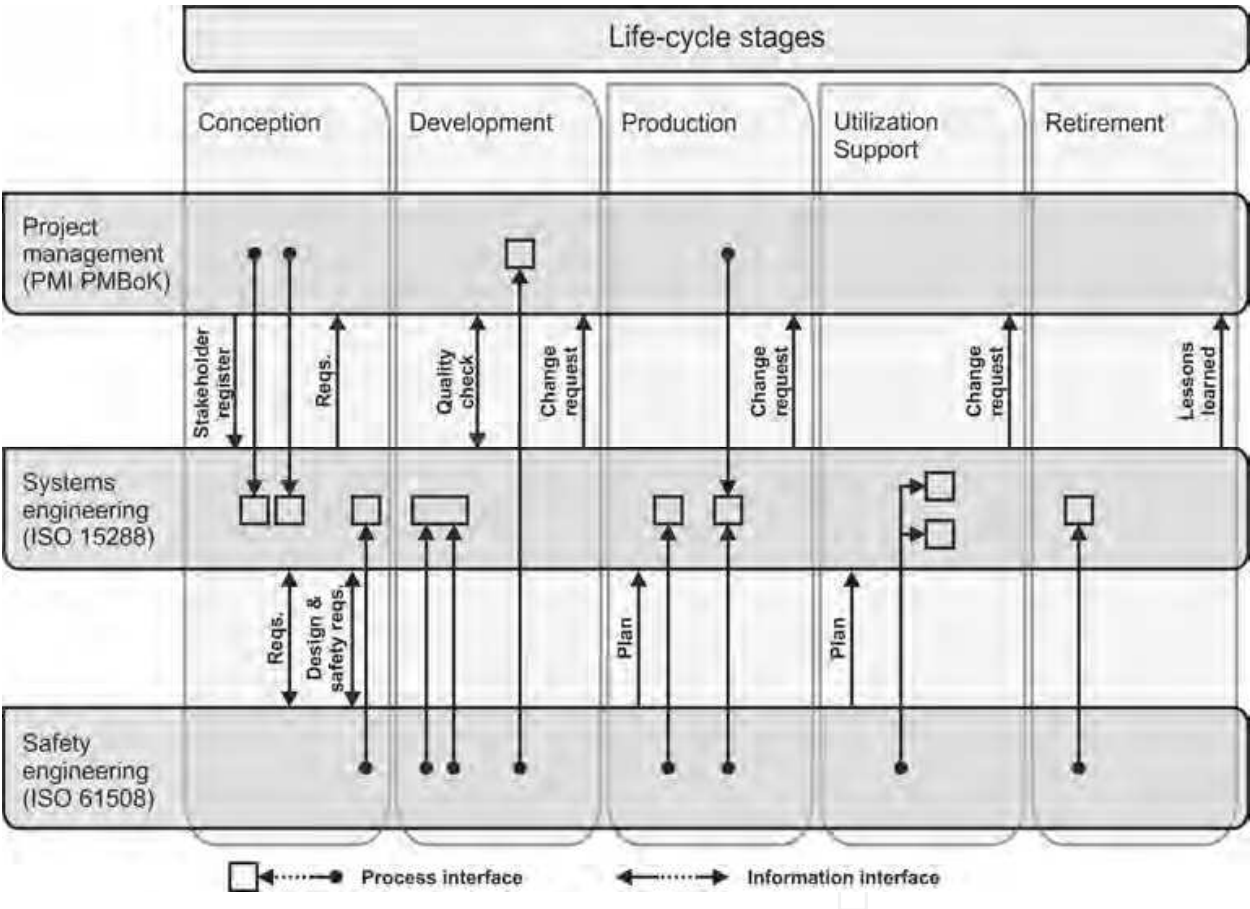 Life-cycle stages
Conception
Development
Production
Utilization
Support
Retirement
Project
management
(PMI PMBoK)
Stakeholder
register
Reqs.
Quality
check
Change
request
Change
request
Change
request
Lessons
learned
Systems
engineering
(ISO 15288)
Reqs.
Design &
safety reqs.
Plan
Plan
Safety
engineering
(ISO 61508)
Process interface
Information interface